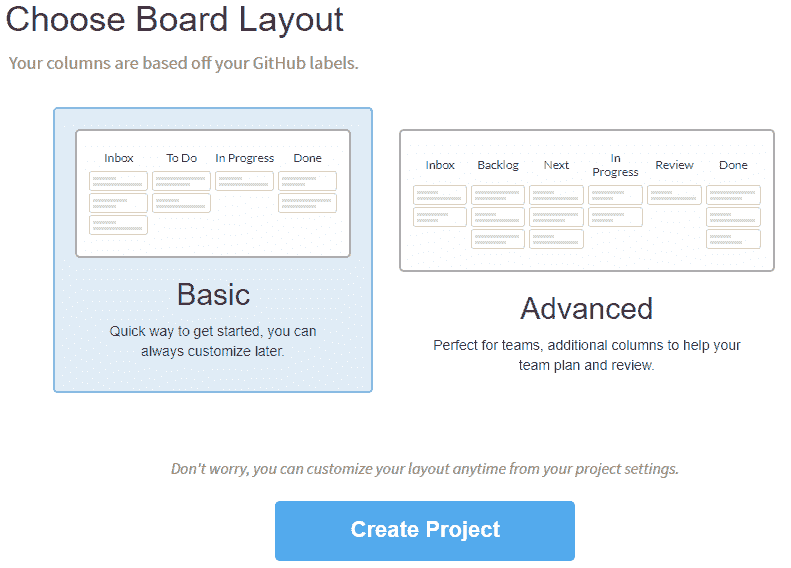 Choose Board Layout
Your columns are based off your GitHub labels.
Inbox To Do In Progress Done
Basic
Quick way to get started, you can
always customize later.
Inbox Backlog Next In Progress Review Done
Advanced
Perfect for teams, additional columns to help your
team plan and review.
Don't worry, you can customize your layout anytime from your project settings.
Create Project